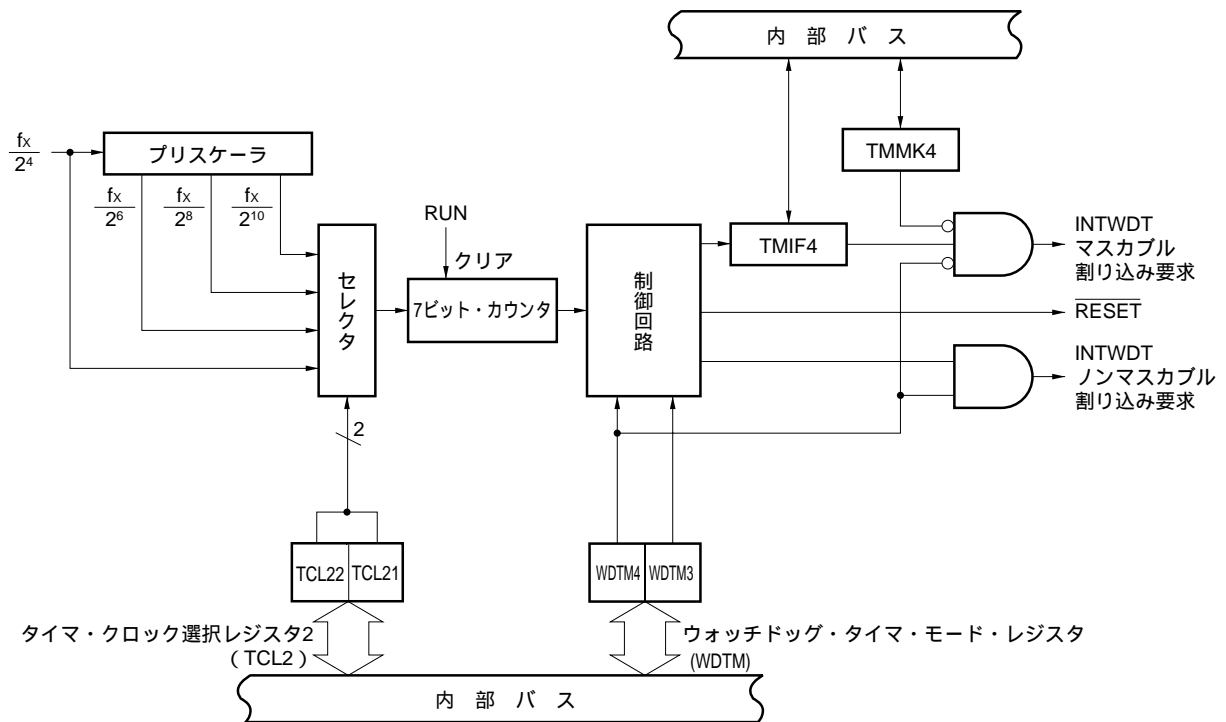 内 部 バ ス
fX
2⁴
プリスケーラ
TMMK4
fX
2⁶
fX
2⁸
fX
2¹⁰
RUN
クリア
セレクタ
7ビット・カウンタ
制御回路
TMIF4
INTWDT
マスカブル
割り込み要求
RESET
INTWDT
ノンマスカブル
割り込み要求
2
TCL22
TCL21
WDTM4
WDTM3
タイマ・クロック選択レジスタ2
（TCL2）
ウォッチドッグ・タイマ・モード・レジスタ
(WDTM)
内 部 バ ス